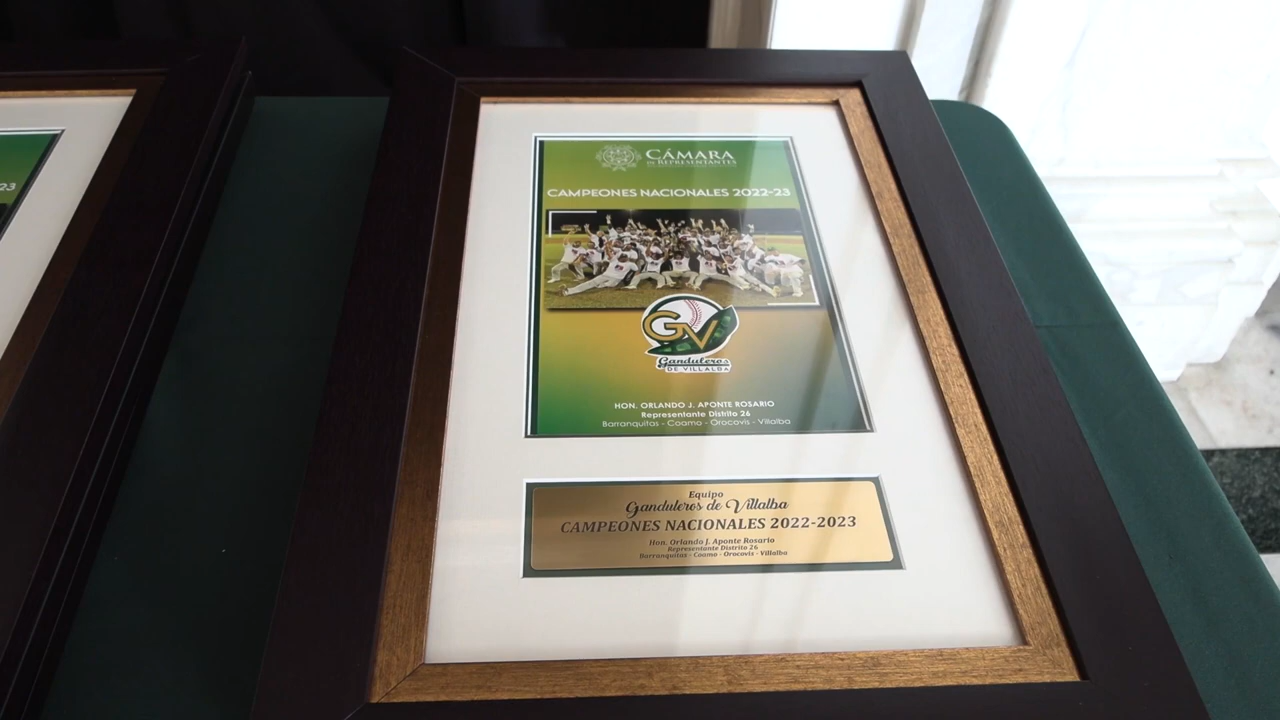 23
CÁMARA
DE REPRESENTANTES
CAMPEONES NACIONALES 2022-23
GV
Ganduleros
DE VILLALBA
HON. ORLANDO J. APONTE ROSARIO
Representante Distrito 26
Barranquitas - Coamo - Orocovis - Villalba
Equipo
Ganduleros de Villalba
CAMPEONES NACIONALES 2022-2023
Hon. Orlando J. Aponte Rosario
Representante Distrito 26
Barranquitas - Coamo - Orocovis - Villalba